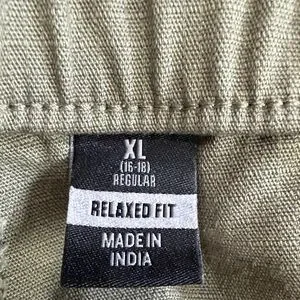 XL
(16-18)
REGULAR
RELAXED FIT
MADE IN
INDIA